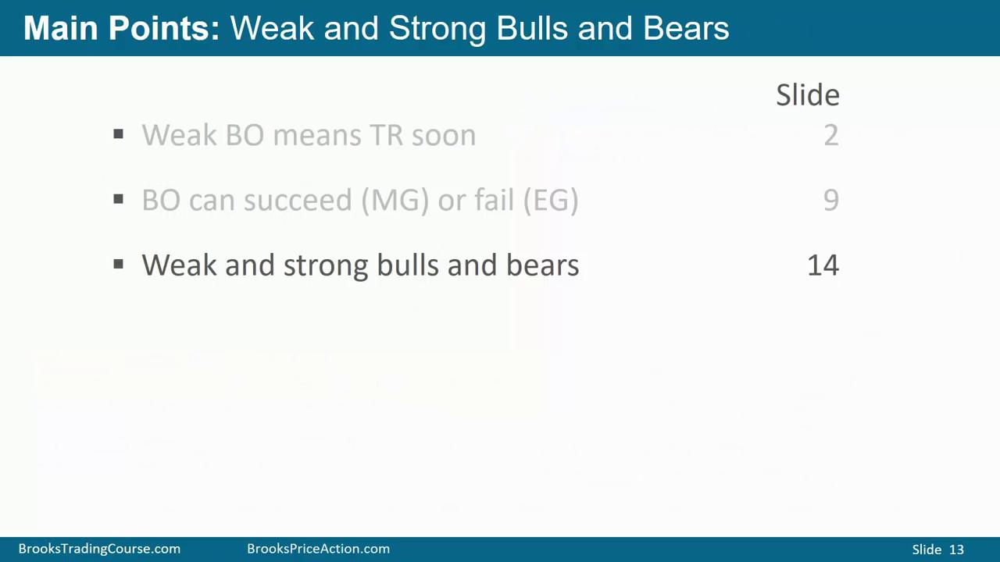 Main Points: Weak and Strong Bulls and Bears
Slide
▪ Weak BO means TR soon 2
▪ BO can succeed (MG) or fail (EG) 9
▪ Weak and strong bulls and bears 14
BrooksTradingCourse.com BrooksPriceAction.com Slide 13